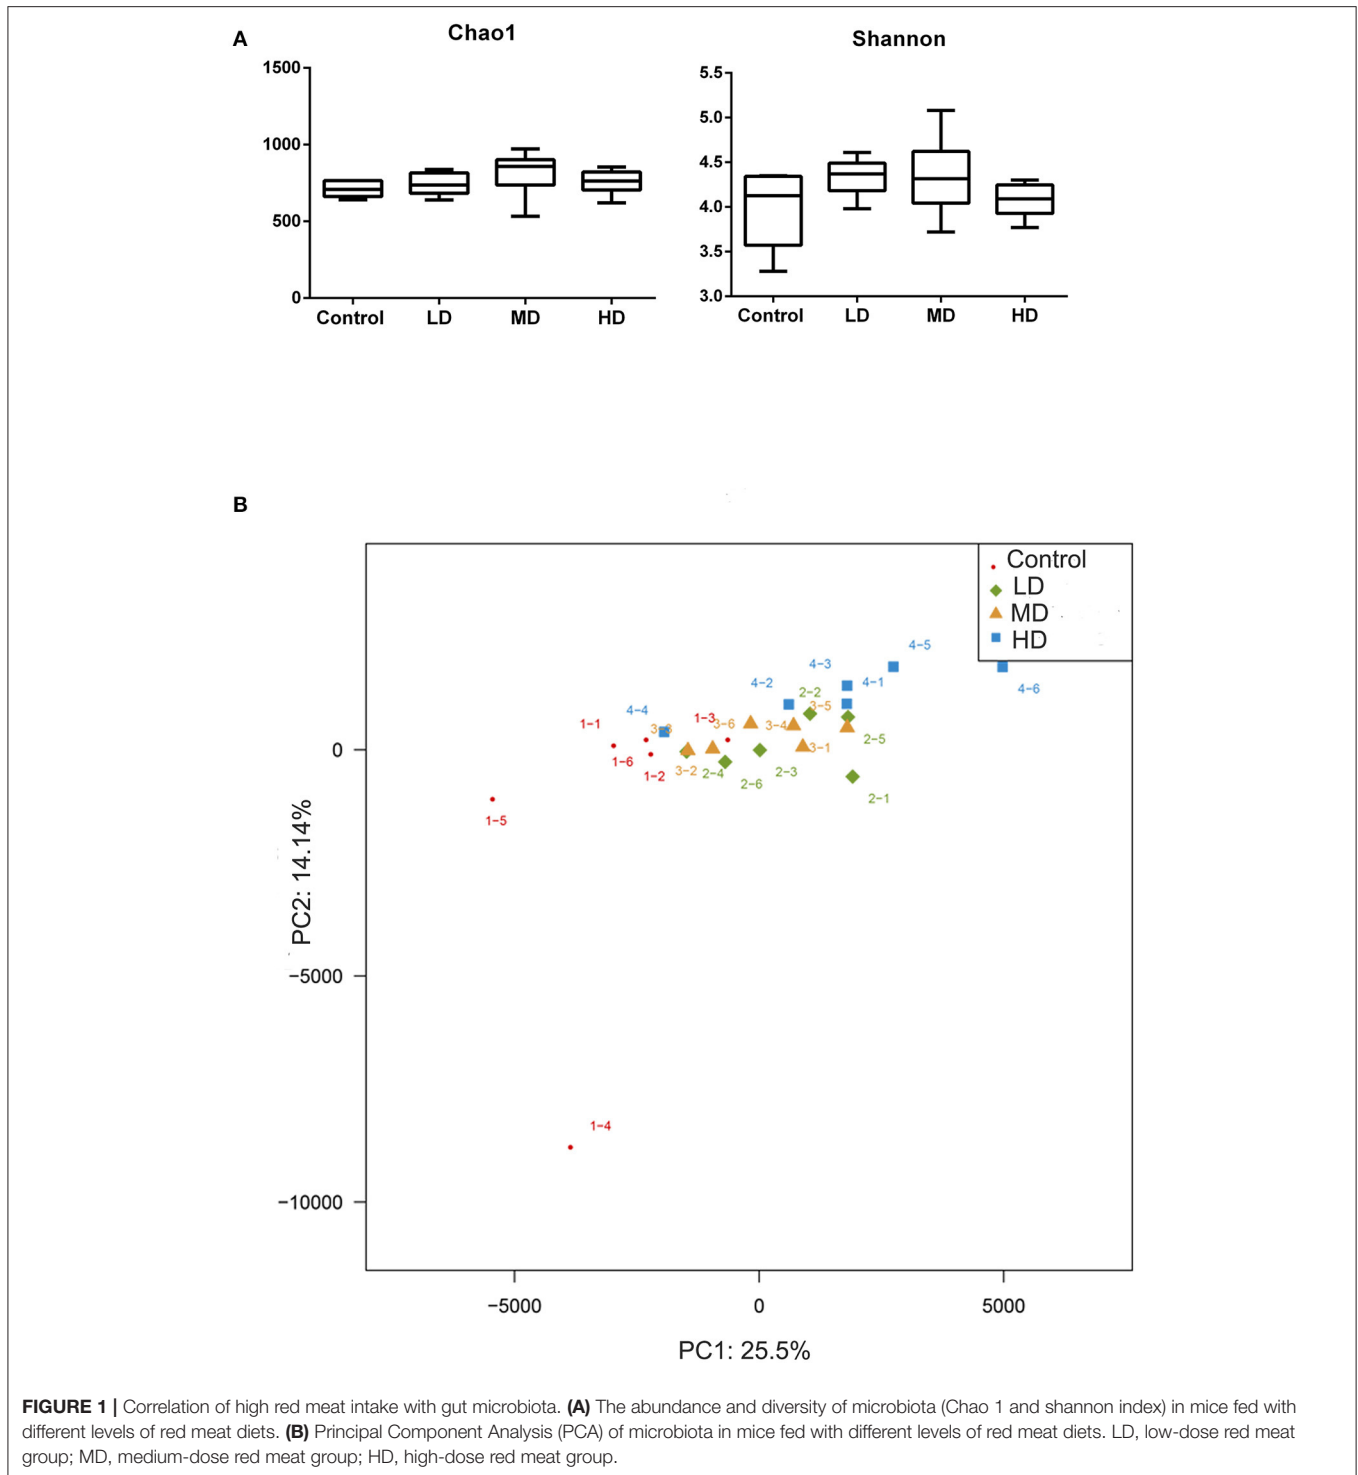 A
Chao1
Shannon
1500
1000
500
0
Control LD MD HD
5.5
5.0
4.5
4.0
3.5
3.0
Control LD MD HD
B
Control
LD
MD
HD
4−5
4−3
4−2
4−1
4−6
2−2
4−4
3−5
1−1
3−3
1−3
3−6
3−4
2−5
3−1
1−6
1−2
3−2
2−4
2−3
2−6
2−1
1−5
1−4
0
−5000
−10000
PC2: 14.14%
−5000
0
5000
PC1: 25.5%
FIGURE 1 | Correlation of high red meat intake with gut microbiota. (A) The abundance and diversity of microbiota (Chao 1 and shannon index) in mice fed with
different levels of red meat diets. (B) Principal Component Analysis (PCA) of microbiota in mice fed with different levels of red meat diets. LD, low-dose red meat
group; MD, medium-dose red meat group; HD, high-dose red meat group.